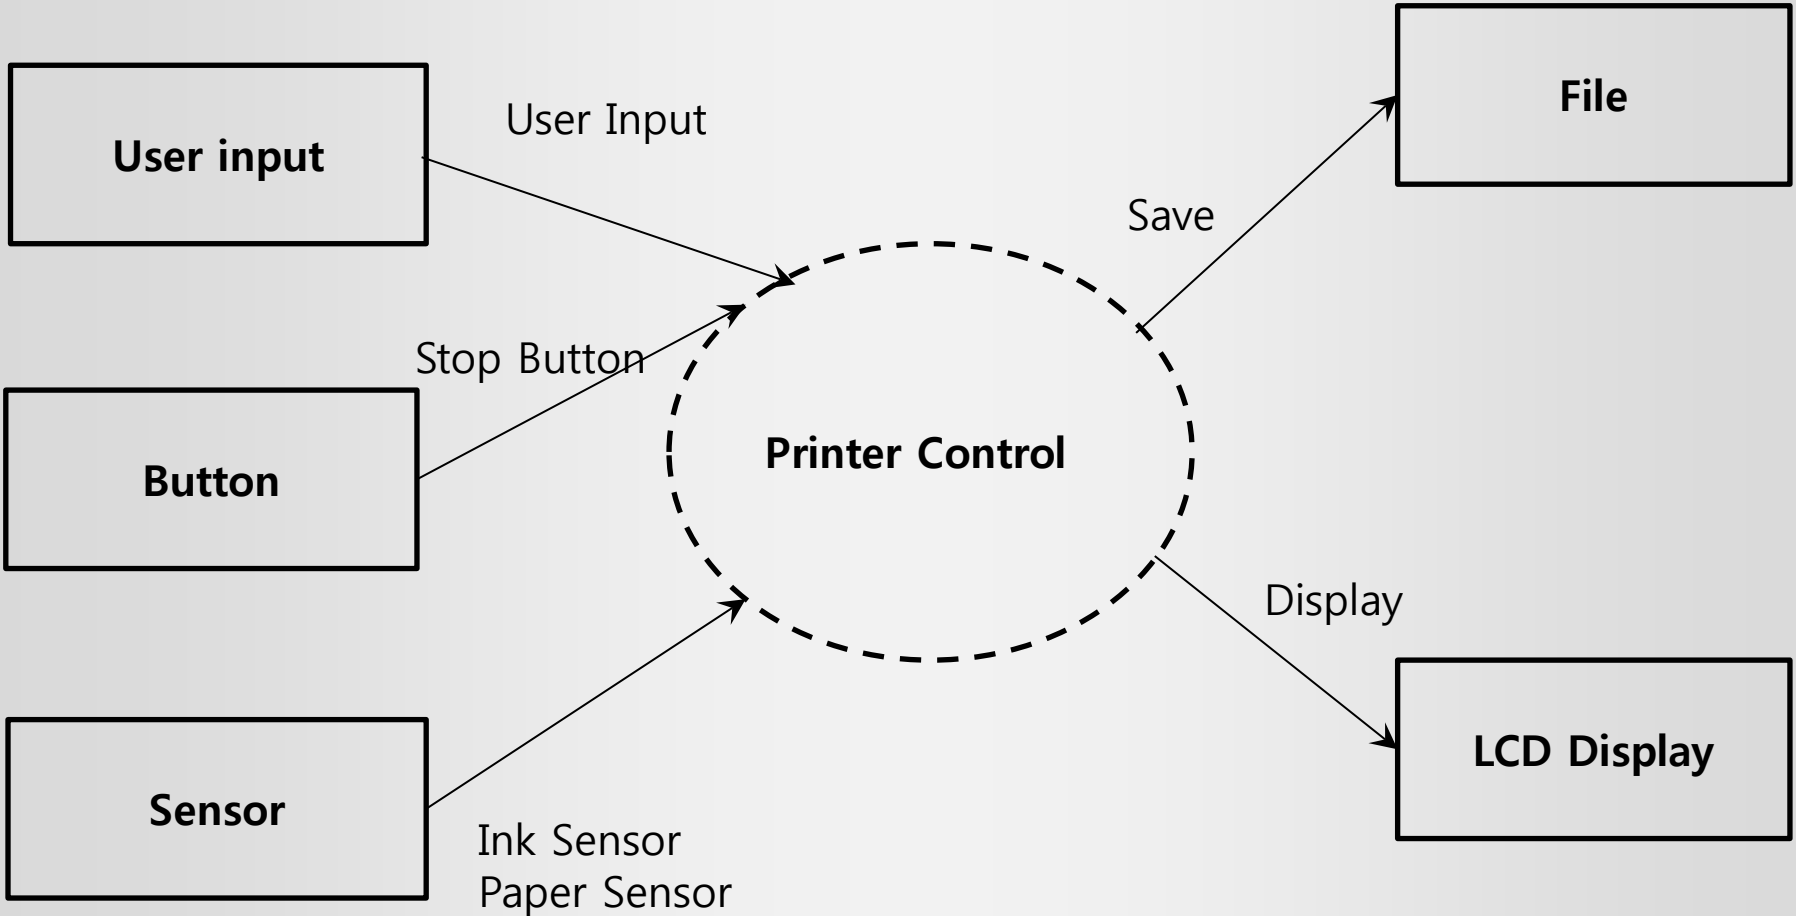 User input
User Input
Stop Button
Button
Sensor
Ink Sensor
Paper Sensor
Printer Control
Save
File
Display
LCD Display